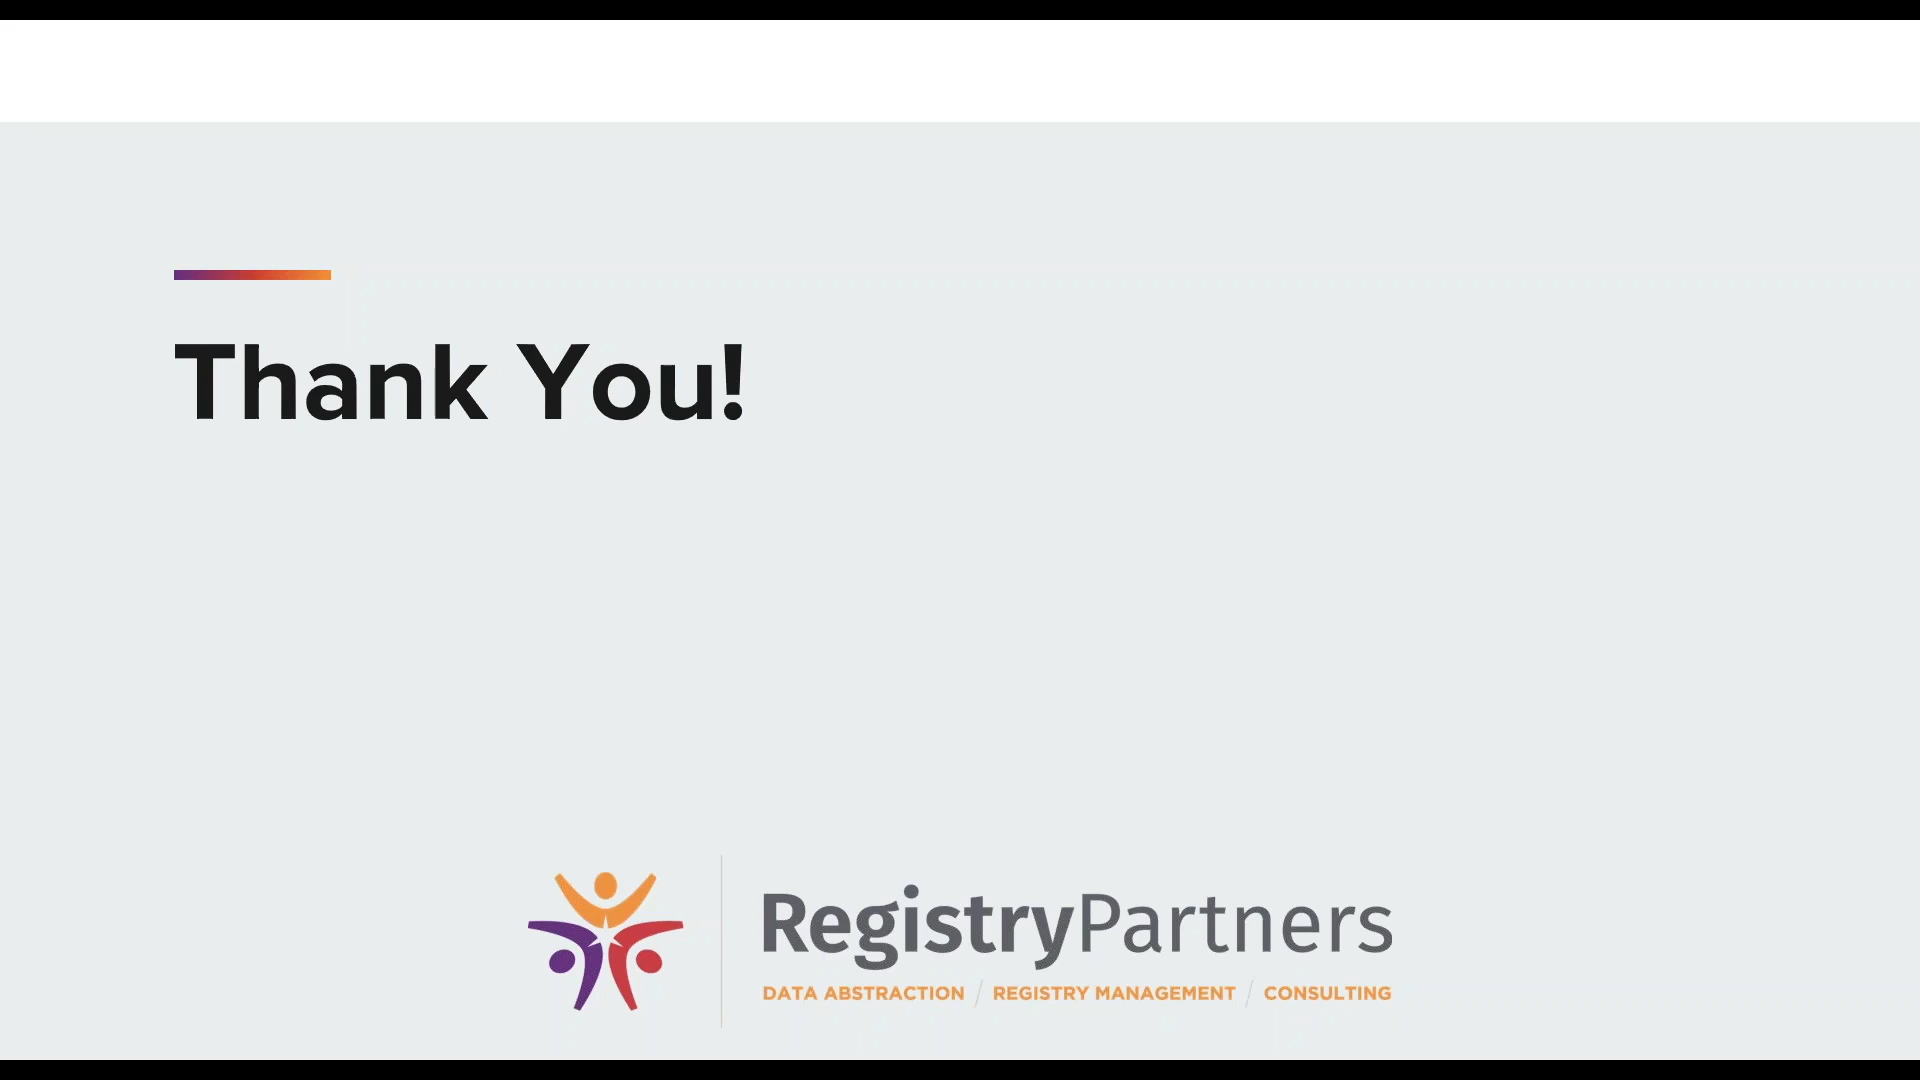 Thank You!
RegistryPartners
DATA ABSTRACTION / REGISTRY MANAGEMENT / CONSULTING